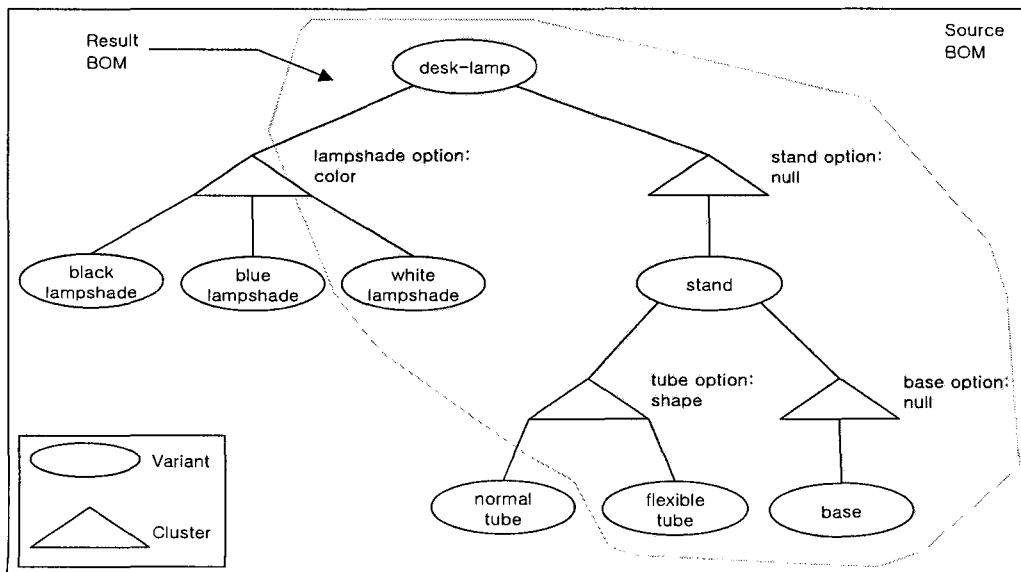 Result
BOM
Source
BOM
desk-lamp
lampshade option:
color
stand option:
null
black
lampshade
blue
lampshade
white
lampshade
stand
tube option:
shape
base option:
null
Variant
normal
tube
flexible
tube
base
Cluster